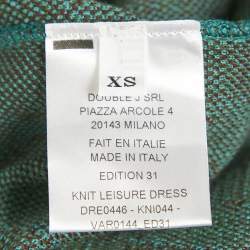 XS
DOUBLE J SRL
PIAZZA ARCOLE 4
20143 MILANO
FAIT EN ITALIE
MADE IN ITALY
EDITION 31
KNIT LEISURE DRESS
DRE0446 - KNI044 -
VAR0144_ED31